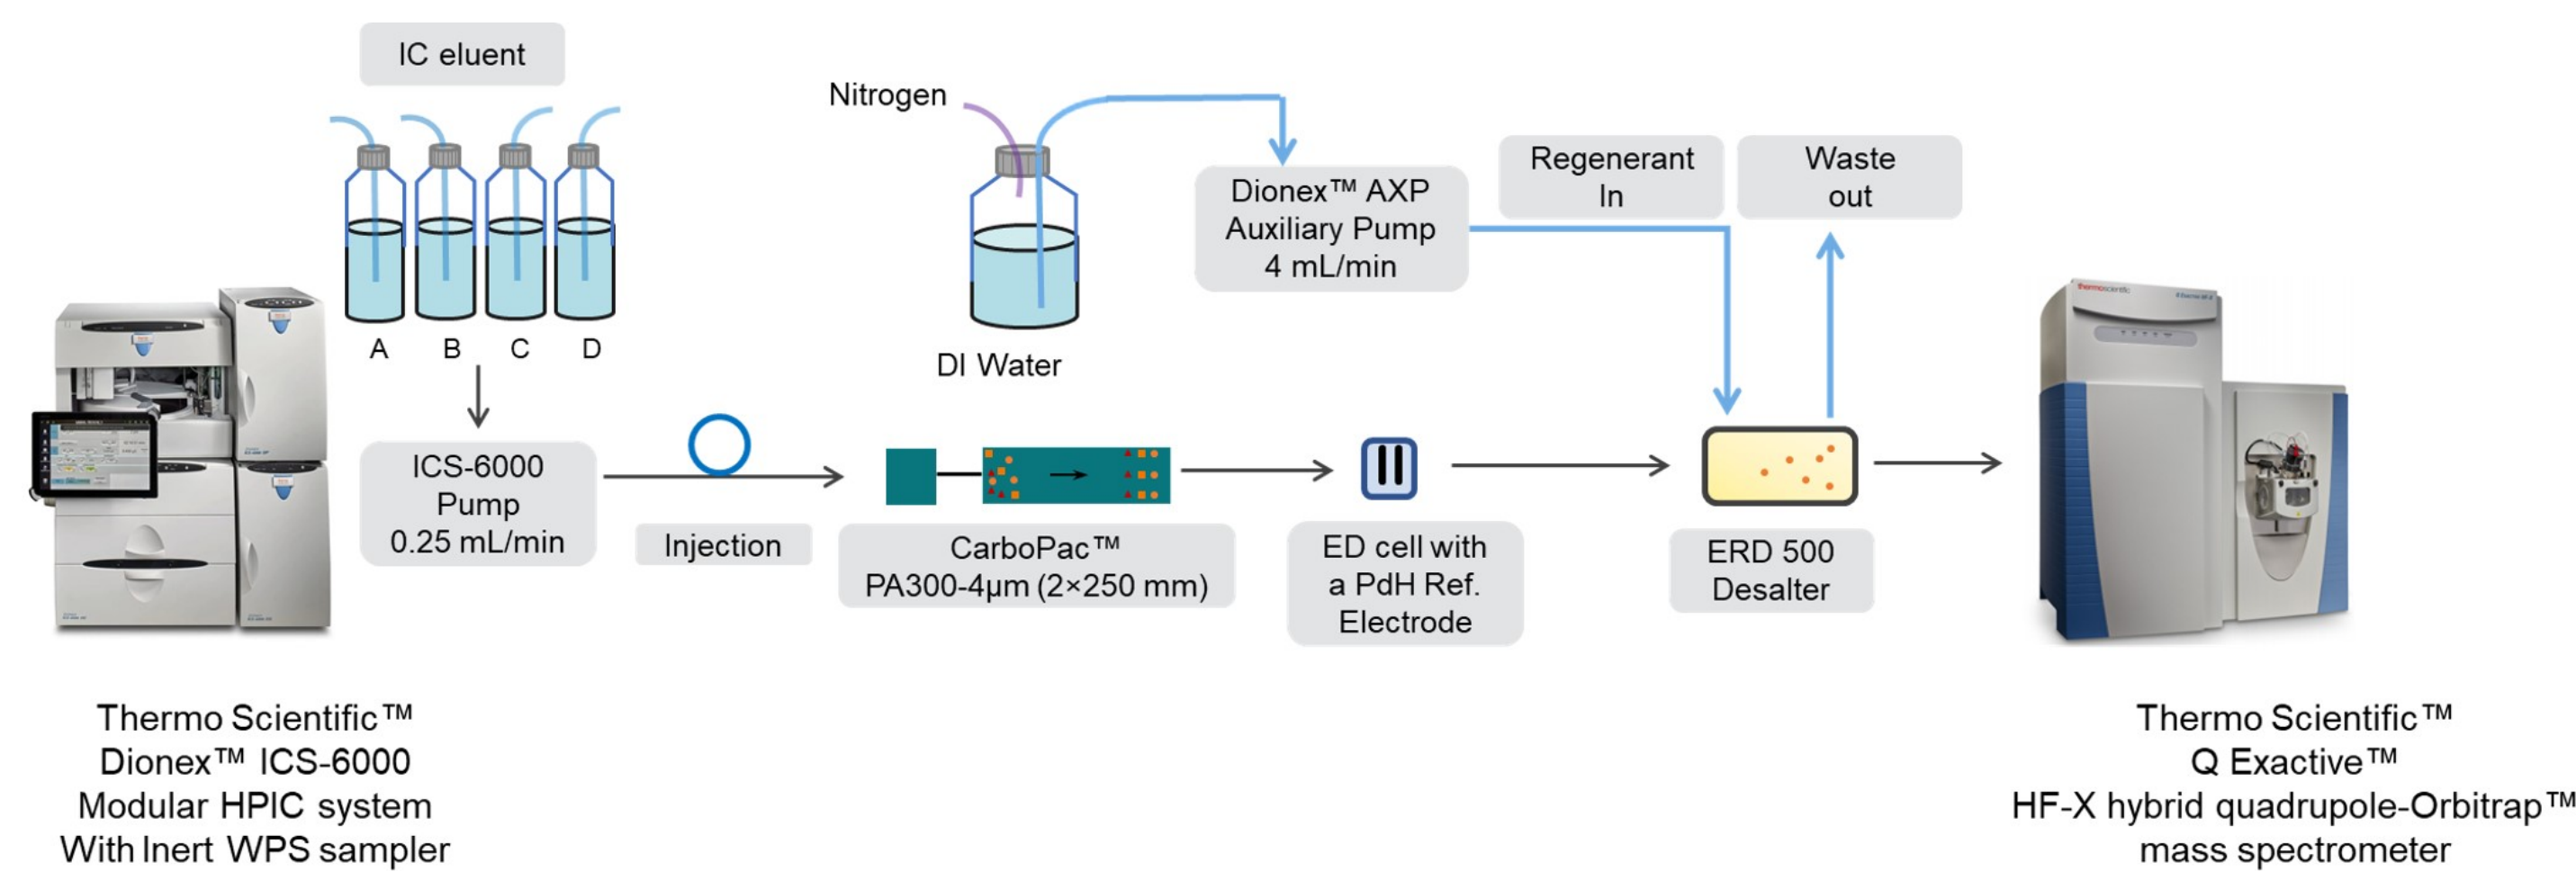 IC eluent
A B C D
ICS-6000
Pump
0.25 mL/min
Injection
Nitrogen
DI Water
Dionex™ AXP
Auxiliary Pump
4 mL/min
Regenerant
In
Waste
out
CarboPac™
PA300-4µm (2×250 mm)
ED cell with
a PdH Ref.
Electrode
ERD 500
Desalter
thermoscientific
Thermo Scientific™
Dionex™ ICS-6000
Modular HPIC system
With Inert WPS sampler
Thermo Scientific™
Q Exactive™
HF-X hybrid quadrupole-Orbitrap™
mass spectrometer